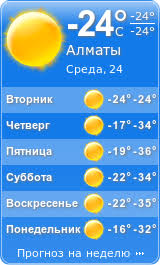 -24° -24°
C -24°
Алматы
Среда, 24
Вторник -24° -24°
Четверг -17° -34°
Пятница -19° -36°
Суббота -22° -34°
Воскресенье -22° -35°
Понедельник -16° -32°
Прогноз на неделю ›››